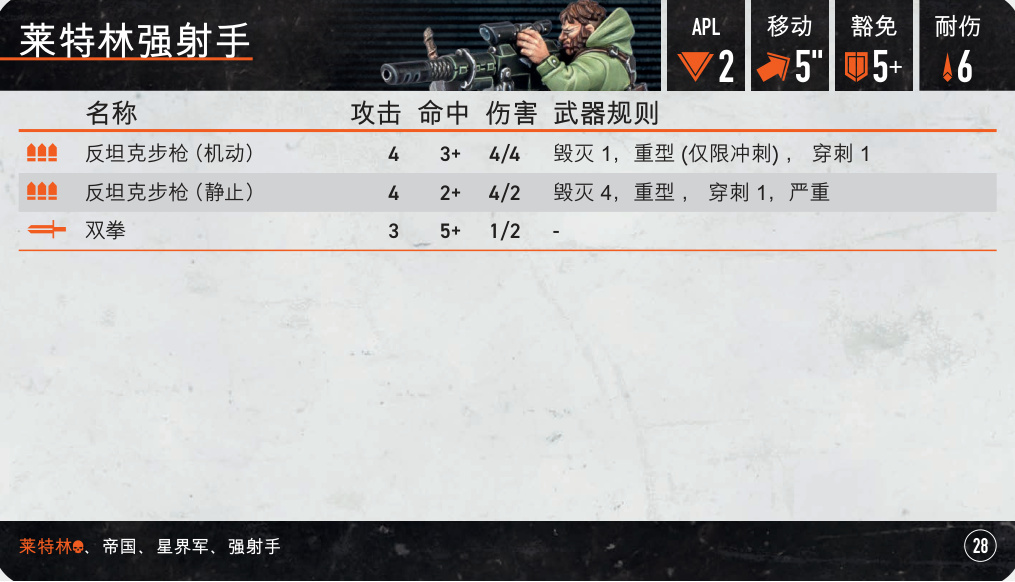 莱特林强射手
APL 移动 豁免 耐伤
2 5" 5+ 6
名称 攻击 命中 伤害 武器规则
反坦克步枪（机动） 4 3+ 4/4 毁灭 1，重型 (仅限冲刺) ， 穿刺 1
反坦克步枪（静止） 4 2+ 4/2 毁灭 4，重型 ， 穿刺 1，严重
双拳 3 5+ 1/2 -
莱特林、帝国、星界军、强射手
28